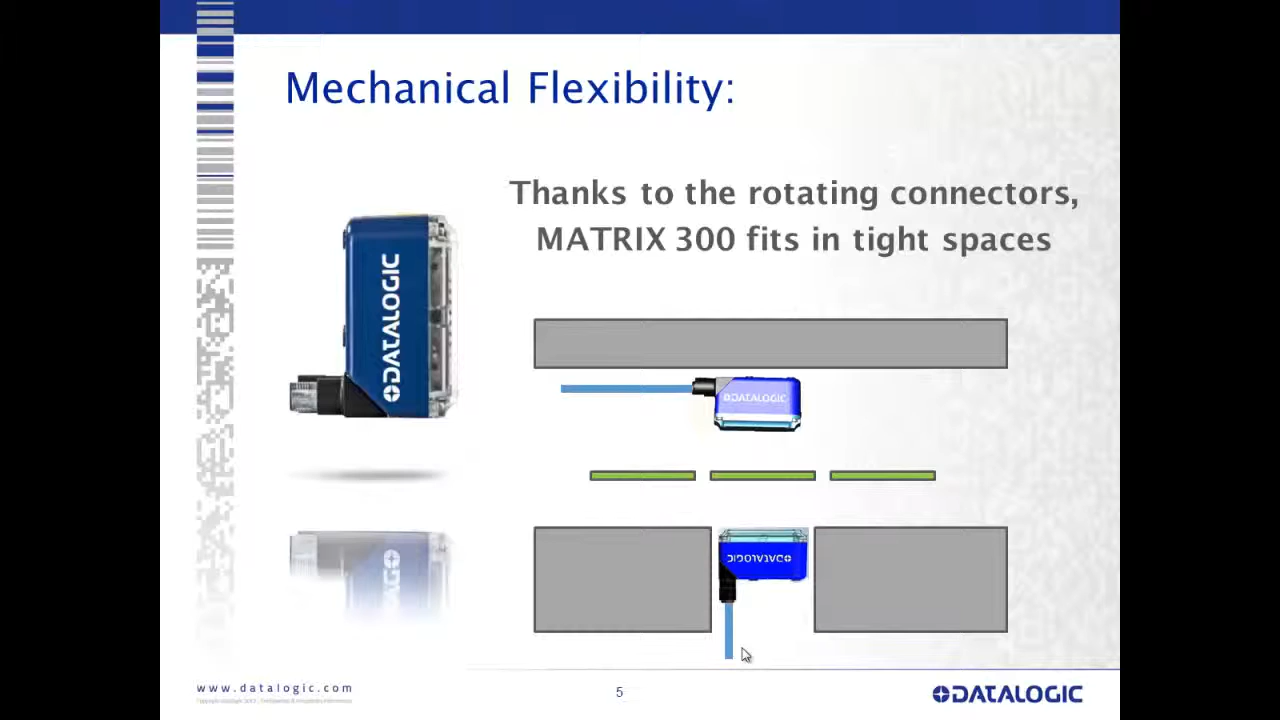 Mechanical Flexibility:
Thanks to the rotating connectors,
MATRIX 300 fits in tight spaces
DATALOGIC
DATALOGIC
DATALOGIC
www.datalogic.com
5
DATALOGIC